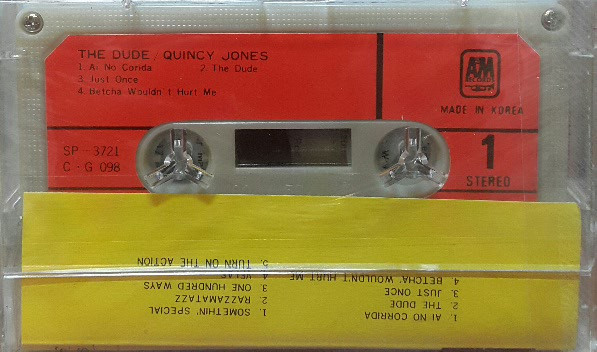 THE DUDE / QUINCY JONES
1. Ai No Corida 2. The Dude
3. Just Once
4. Betcha Wouldn't Hurt Me
A&M
RECORDS
MADE IN KOREA
SP - 3721
C - G 098
1
STEREO
1. AI NO CORRIDA
2. THE DUDE
3. JUST ONCE
4. BETCHA, WOULDN'T HURT ME
1. SOMETHIN' SPECIAL
2. RAZZAMATAZZ
3. ONE HUNDRED WAYS
4. VELAS
5. TURN ON THE ACTION